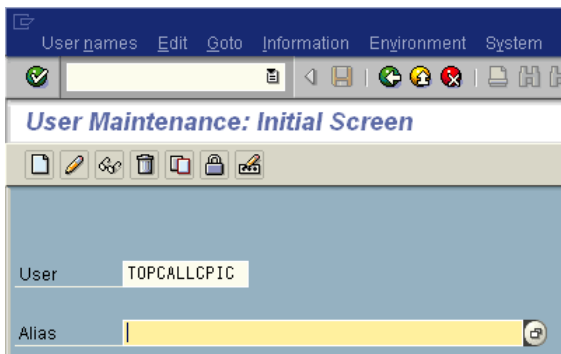 User names Edit Goto Information Environment System
User Maintenance: Initial Screen
User TOPCALLCPIC
Alias